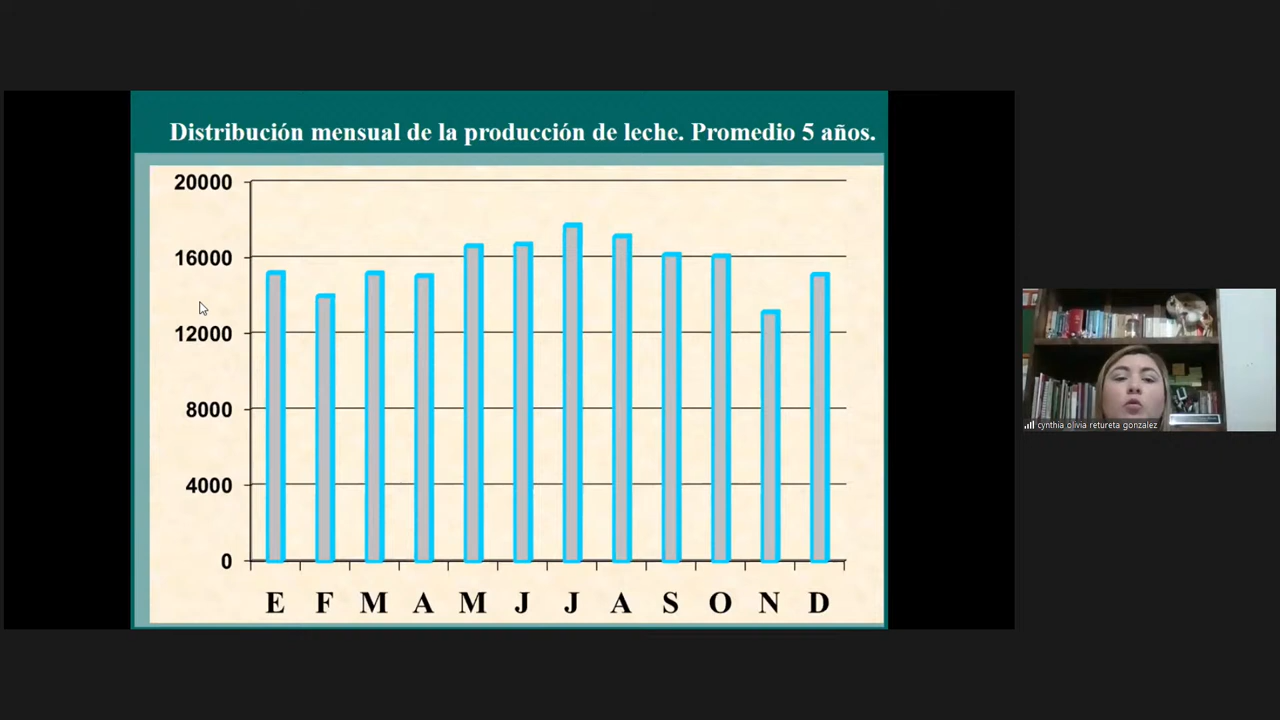 Distribución mensual de la producción de leche. Promedio 5 años.
20000
16000
12000
8000
4000
0
E F M A M J J A S O N D
cynthia olivia retureta gonzalez